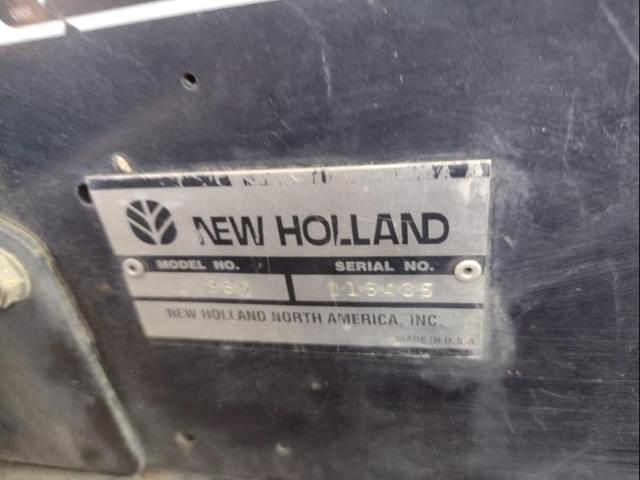 NEW HOLLAND
MODEL NO. SERIAL NO.
NEW HOLLAND NORTH AMERICA, INC.
MADE IN U.S.A.